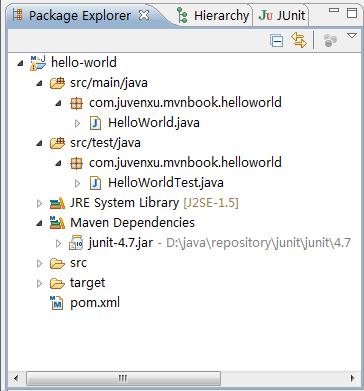 Package Explorer Hierarchy JUnit
hello-world
src/main/java
com.juvenxu.mvnbook.helloworld
HelloWorld.java
src/test/java
com.juvenxu.mvnbook.helloworld
HelloWorldTest.java
JRE System Library [J2SE-1.5]
Maven Dependencies
junit-4.7.jar - D:\java\repository\junit\junit\4.7
src
target
pom.xml